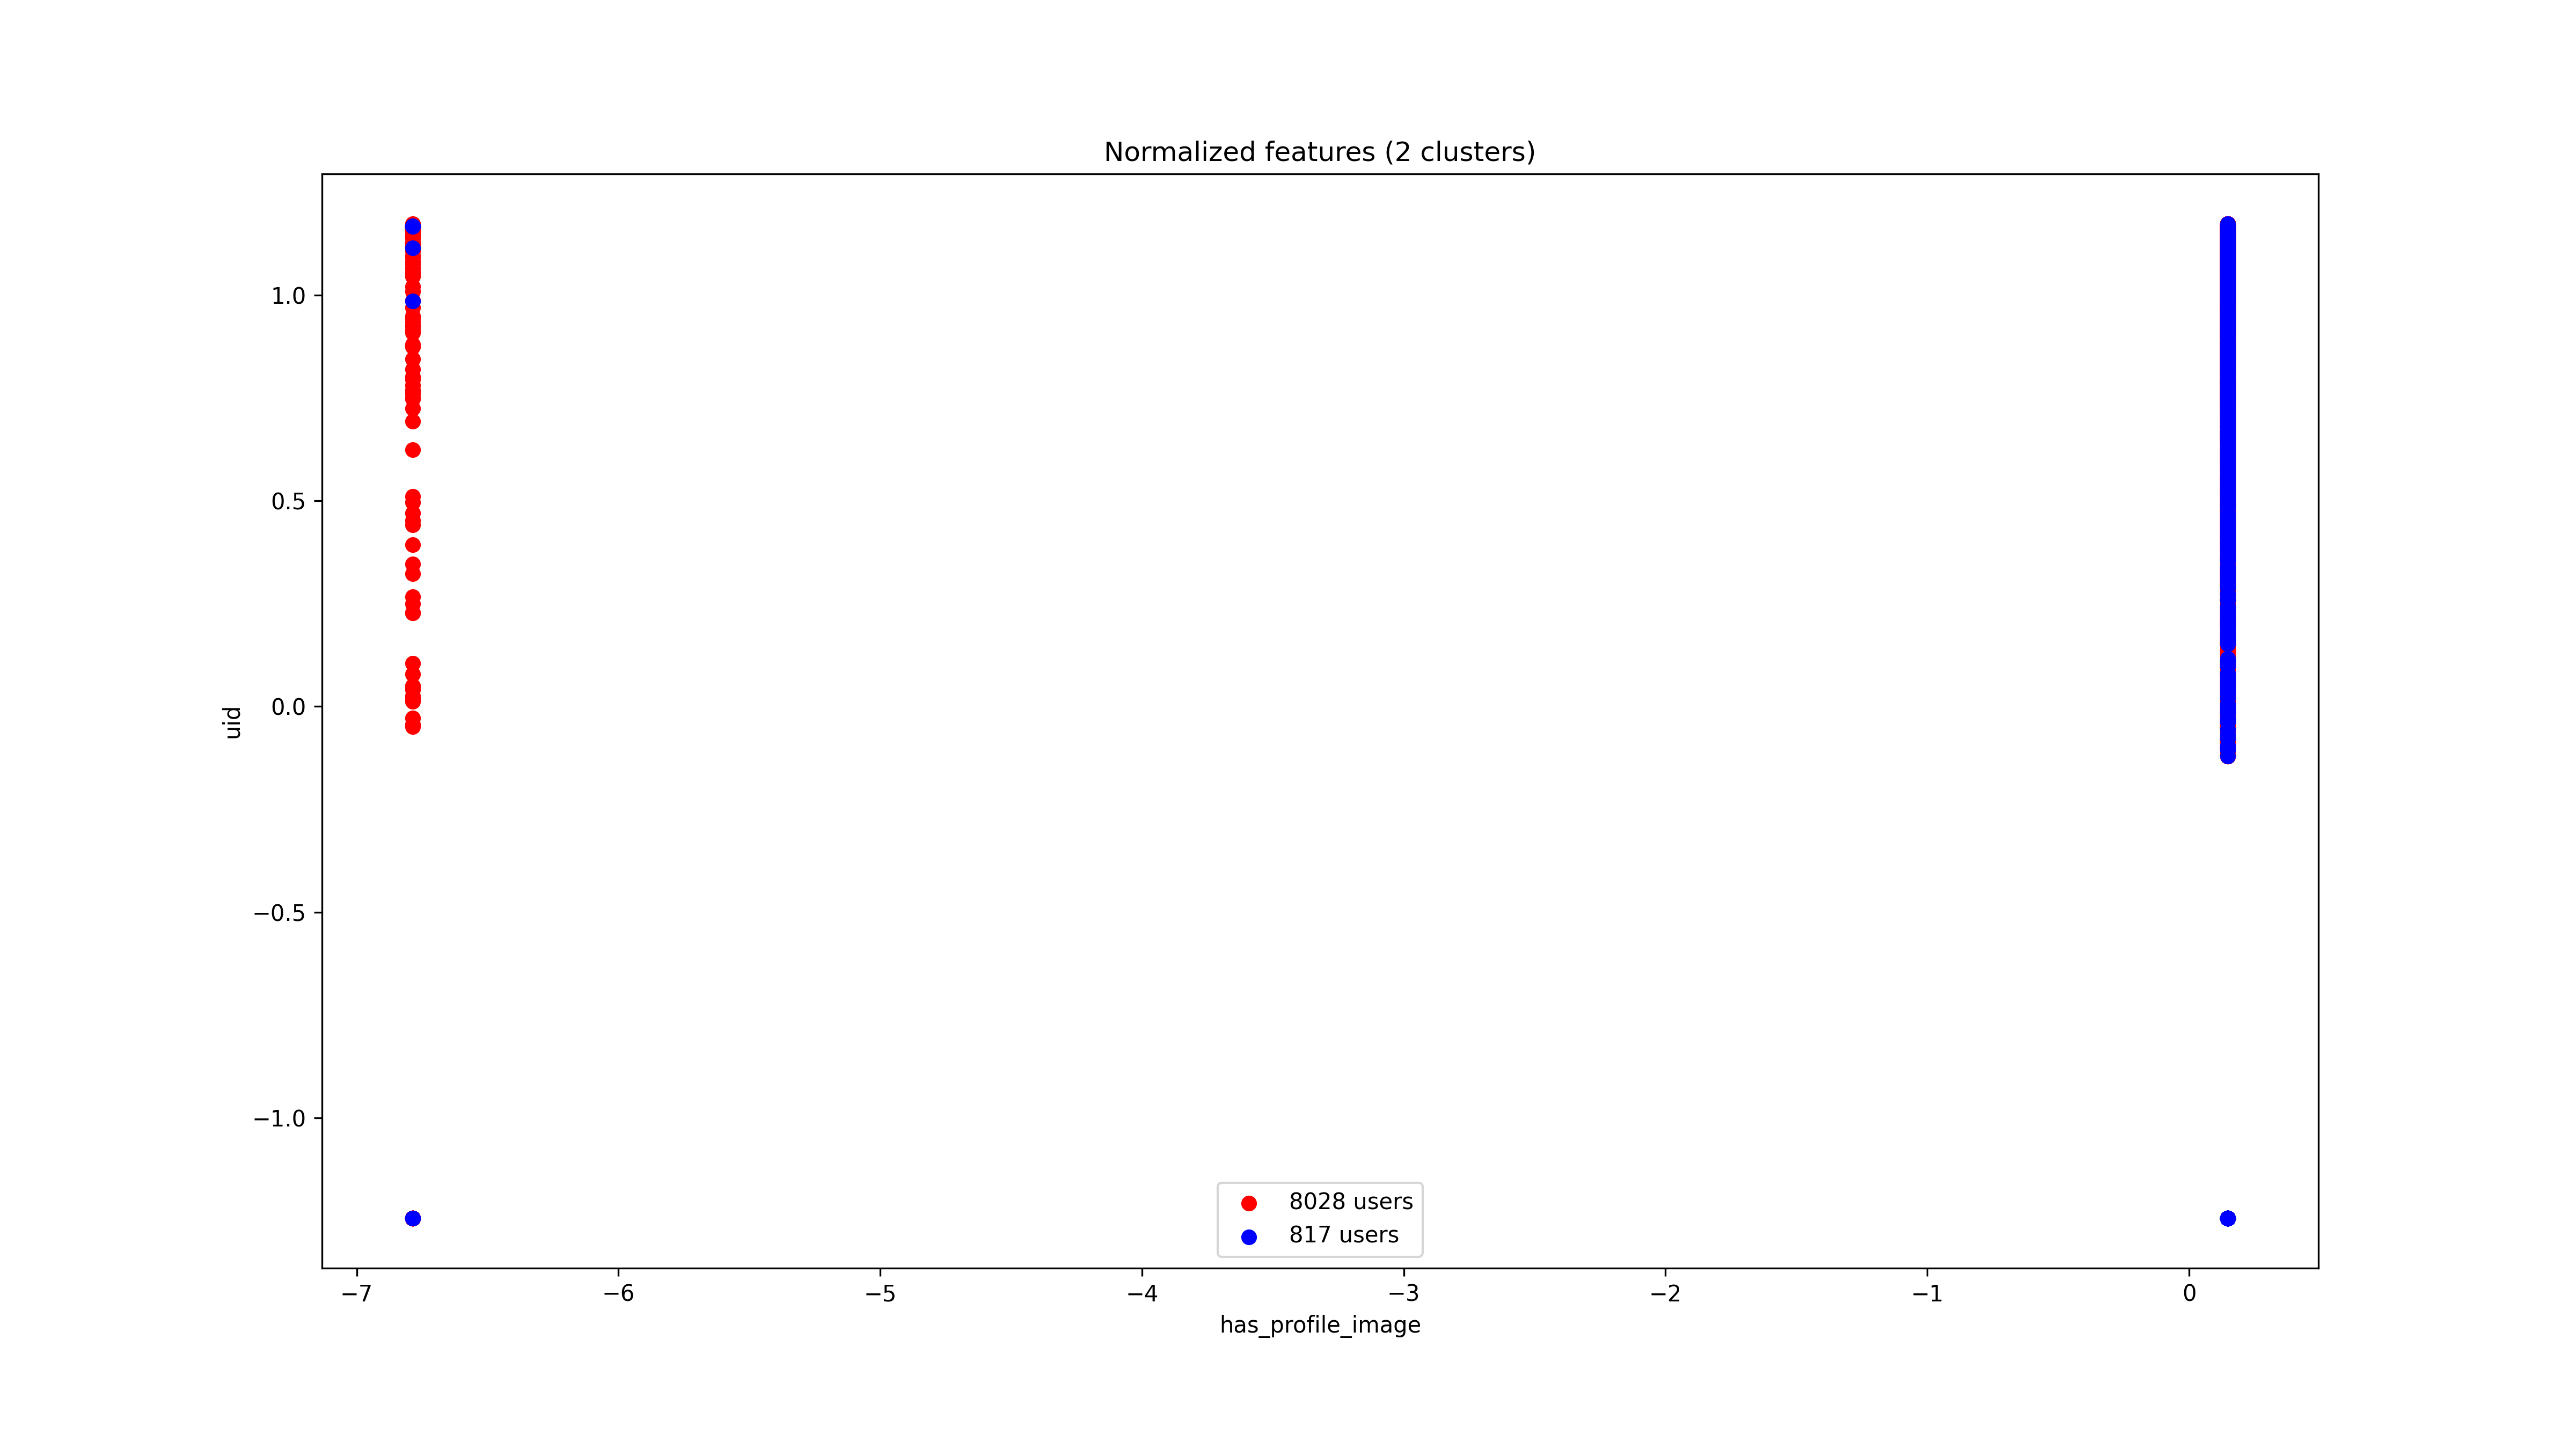 Normalized features (2 clusters)
1.0
0.5
0.0
−0.5
−1.0
uid
8028 users
817 users
−7 −6 −5 −4 −3 −2 −1 0
has_profile_image